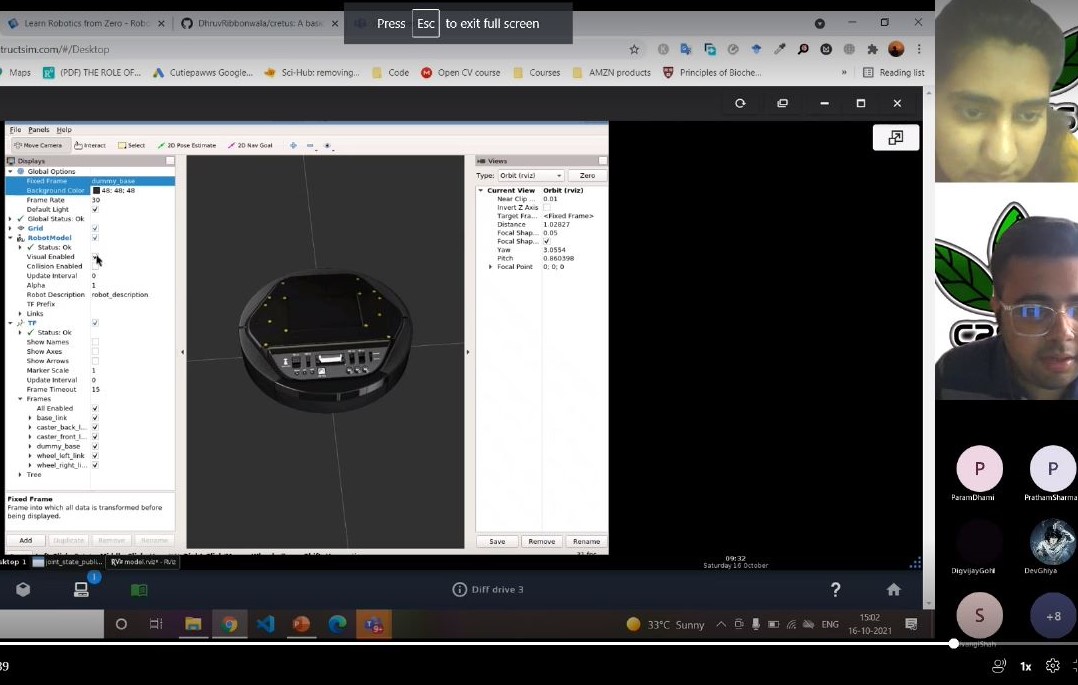 Learn Robotics from Zero - Robo
DhruvRibbonwala/cretus: A basi
Press Esc to exit full screen
tructsim.com/#/Desktop
Maps
(PDF) THE ROLE OF...
Cutiepawws Google...
Sci-Hub: removing...
Code
Open CV course
Courses
AMZN products
Principles of Bioche...
»
Reading list
File Panels Help
Move Camera
Interact
Select
2D Pose Estimate
2D Nav Goal
Displays
Global Options
Fixed Frame dummy_base
Background Color 48; 48; 48
Frame Rate 30
Default Light
Global Status: Ok
Grid
RobotModel
Status: Ok
Visual Enabled
Collision Enabled
Update Interval 0
Alpha 1
Robot Description robot_description
TF Prefix
Links
TF
Status: Ok
Show Names
Show Axes
Show Arrows
Marker Scale 1
Update Interval 0
Frame Timeout 15
Frames
All Enabled
base_link
caster_back_l...
caster_front_l...
dummy_base
wheel_left_link
wheel_right_li...
Tree
Fixed Frame
Frame into which all data is transformed before
being displayed.
Add Duplicate Remove Rename
Views
Type: Orbit (rviz) Zero
Current View Orbit (rviz)
Near Clip ... 0.01
Invert Z Axis
Target Fra... <Fixed Frame>
Distance 1.02827
Focal Shap... 0.05
Focal Shap...
Yaw 3.0554
Pitch 0.860398
Focal Point 0; 0; 0
Save Remove Rename
31 fps
sktop 1
joint_state_publi...
model.rviz* - RViz
09:32
Saturday 16 October
1
Diff drive 3
?
33°C Sunny
ENG
15:02
16-10-2021
P
ParamDhami
P
PrathamSharma
DigvijayGohl
DevGhiya
S
+8
39
1x